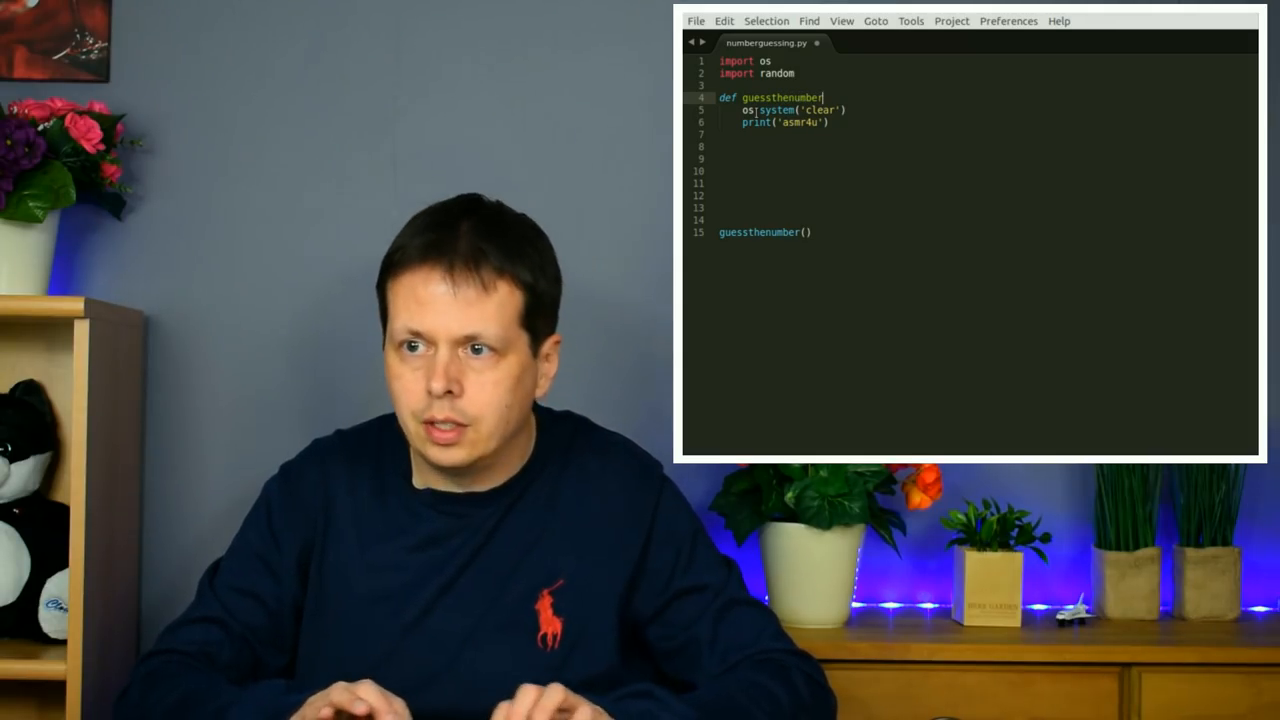 File Edit Selection Find View Goto Tools Project Preferences Help
numberguessing.py
1 import os
2 import random
3
4 def guessthenumber
5 os.system('clear')
6 print('asmr4u')
7
8
9
10
11
12
13
14
15 guessthenumber()
HERB GARDEN